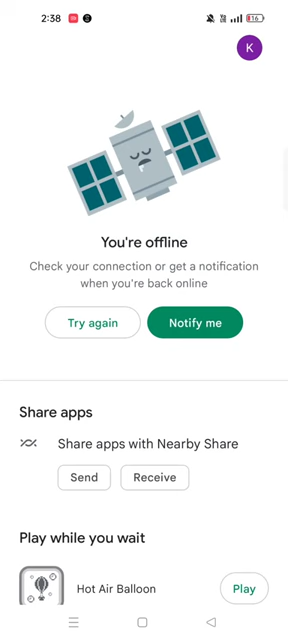 2:38
16
K
You're offline
Check your connection or get a notification
when you're back online
Try again
Notify me
Share apps
Share apps with Nearby Share
Send
Receive
Play while you wait
Hot Air Balloon
Play